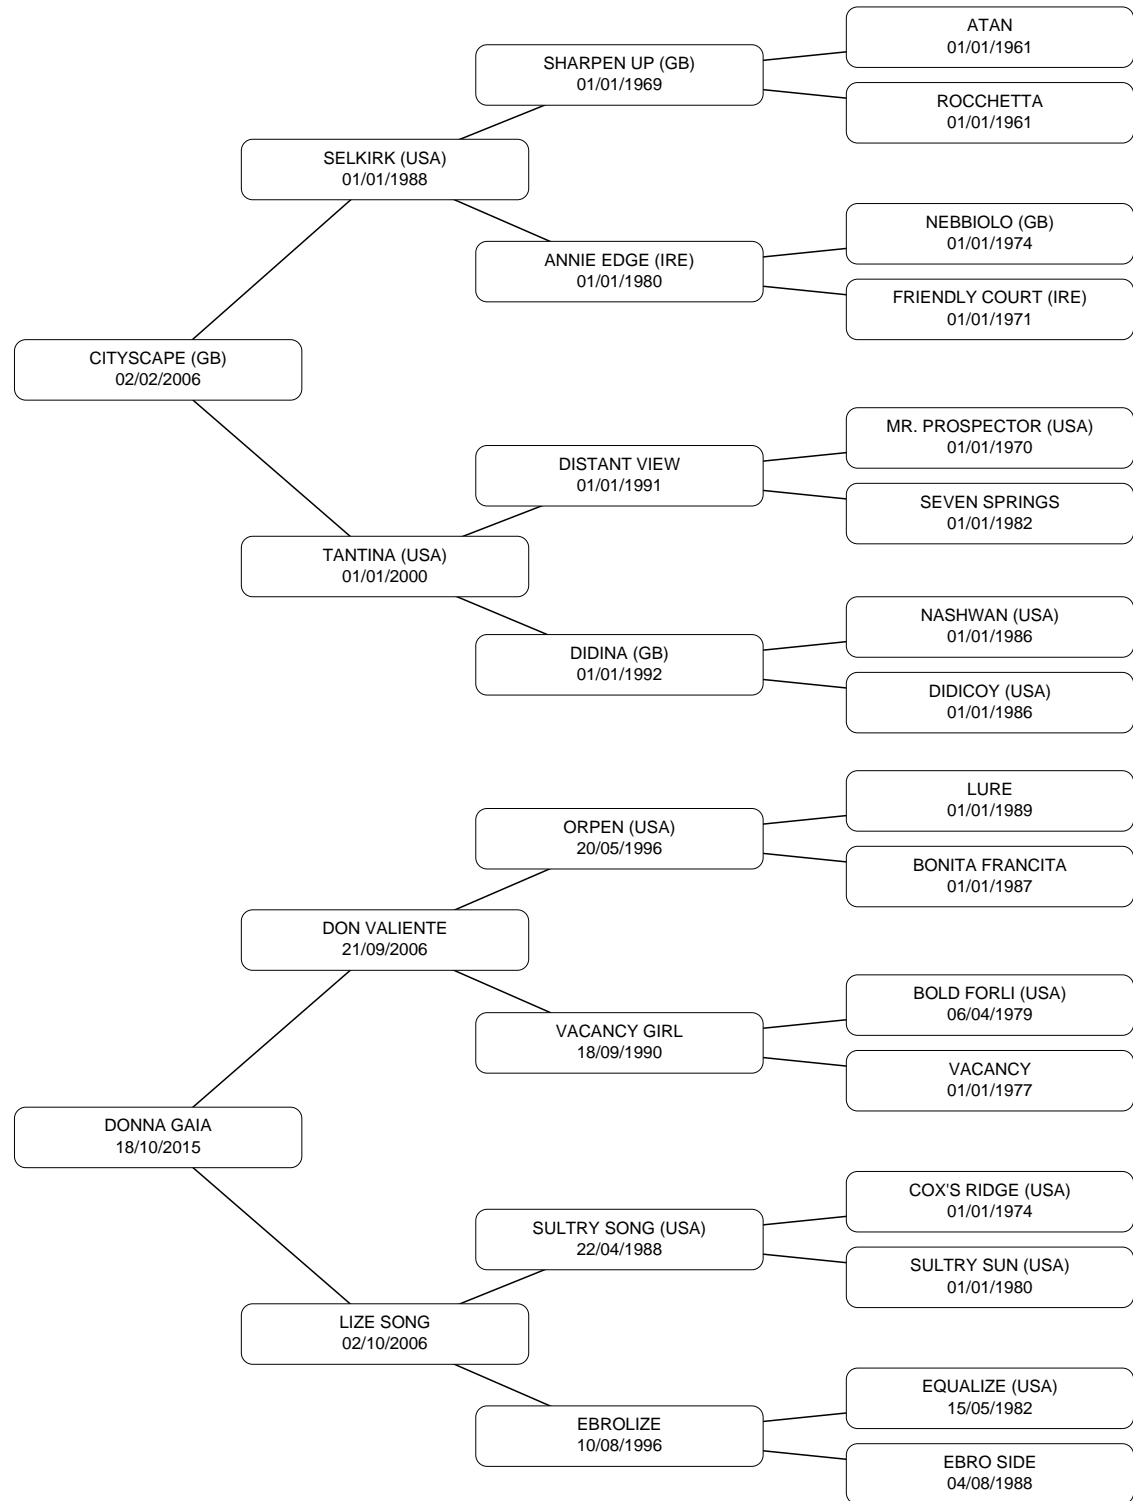 ATAN
01/01/1961
SHARPEN UP (GB)
01/01/1969
ROCCHETTA
01/01/1961
SELKIRK (USA)
01/01/1988
NEBBIOLO (GB)
01/01/1974
ANNIE EDGE (IRE)
01/01/1980
FRIENDLY COURT (IRE)
01/01/1971
CITYSCAPE (GB)
02/02/2006
MR. PROSPECTOR (USA)
01/01/1970
DISTANT VIEW
01/01/1991
SEVEN SPRINGS
01/01/1982
TANTINA (USA)
01/01/2000
NASHWAN (USA)
01/01/1986
DIDINA (GB)
01/01/1992
DIDICOY (USA)
01/01/1986
LURE
01/01/1989
ORPEN (USA)
20/05/1996
BONITA FRANCITA
01/01/1987
DON VALIENTE
21/09/2006
BOLD FORLI (USA)
06/04/1979
VACANCY GIRL
18/09/1990
VACANCY
01/01/1977
DONNA GAIA
18/10/2015
COX'S RIDGE (USA)
01/01/1974
SULTRY SONG (USA)
22/04/1988
SULTRY SUN (USA)
01/01/1980
LIZE SONG
02/10/2006
EQUALIZE (USA)
15/05/1982
EBROLIZE
10/08/1996
EBRO SIDE
04/08/1988